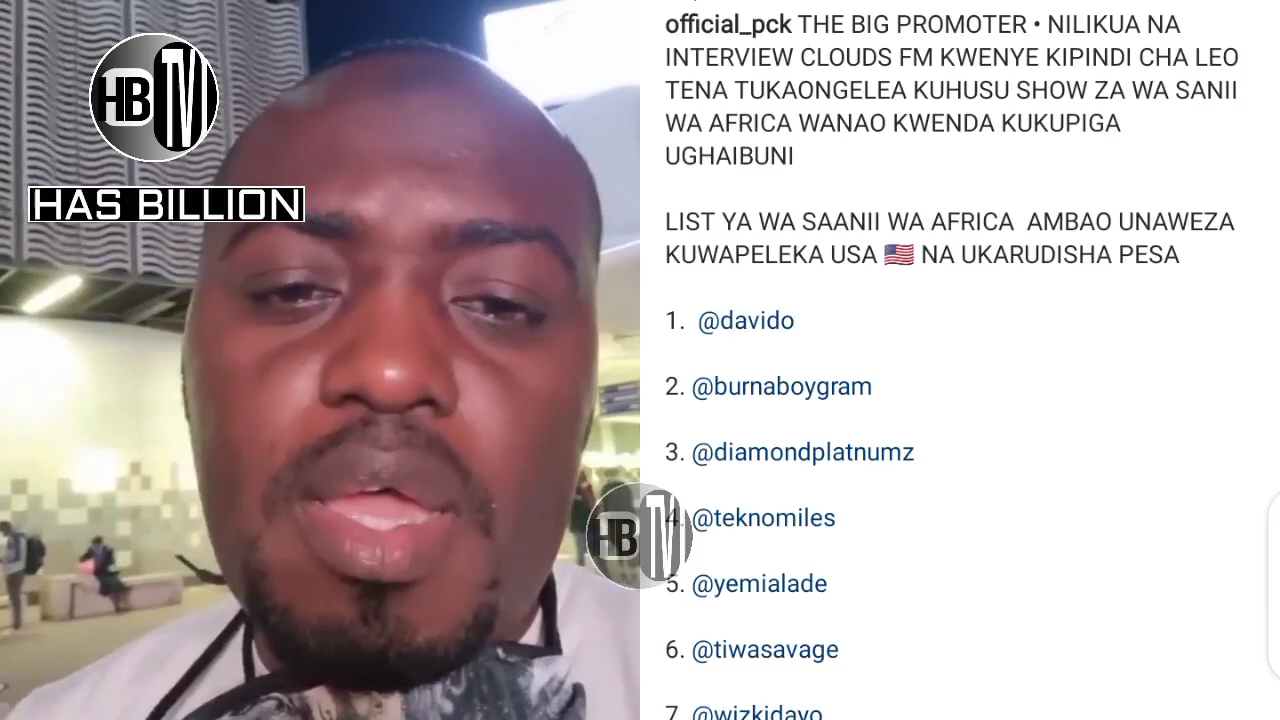 HB TV
HAS BILLION
official_pck THE BIG PROMOTER • NILIKUA NA
INTERVIEW CLOUDS FM KWENYE KIPINDI CHA LEO
TENA TUKAONGELEA KUHUSU SHOW ZA WA SANII
WA AFRICA WANAO KWENDA KUKUPIGA
UGHAIBUNI
LIST YA WA SAANII WA AFRICA AMBAO UNAWEZA
KUWAPELEKA USA 🇺🇸 NA UKARUDISHA PESA
1. @davido
2. @burnaboygram
3. @diamondplatnumz
HB TV
4. @teknomiles
5. @yemialade
6. @tiwasavage
7. @wizkidayo